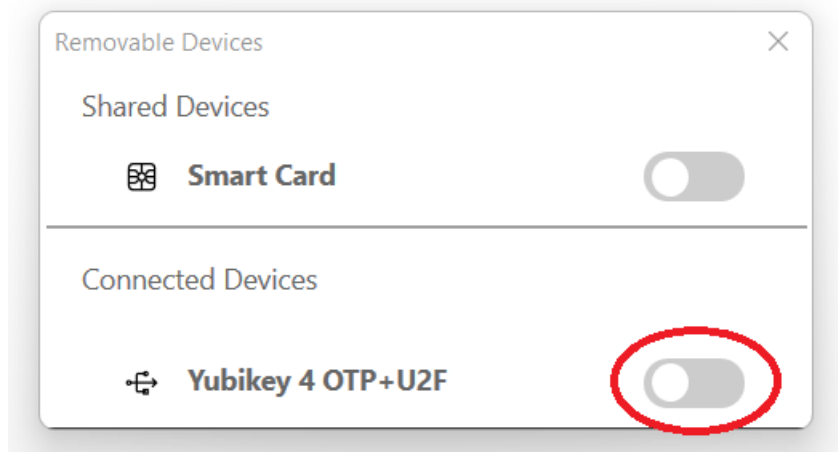 Removable Devices
Shared Devices
Smart Card
Connected Devices
Yubikey 4 OTP+U2F